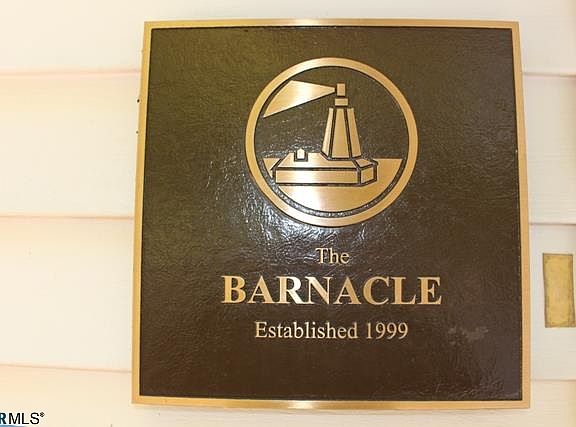 The
BARNACLE
Established 1999
RMLS®